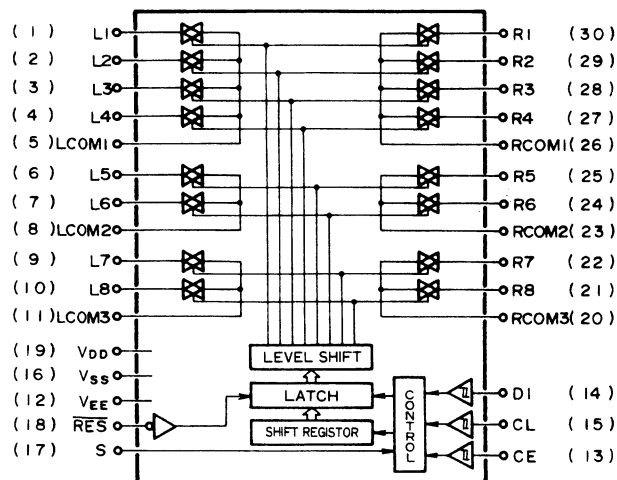 (1) L1 R1 (30)
(2) L2 R2 (29)
(3) L3 R3 (28)
(4) L4 R4 (27)
(5) LCOM1 RCOM1 (26)
(6) L5 R5 (25)
(7) L6 R6 (24)
(8) LCOM2 RCOM2 (23)
(9) L7 R7 (22)
(10) L8 R8 (21)
(11) LCOM3 RCOM3 (20)
(19) VDD LEVEL SHIFT
(16) VSS
(12) VEE LATCH DI (14)
(18) RES SHIFT REGISTOR CONTROL CL (15)
(17) S CE (13)